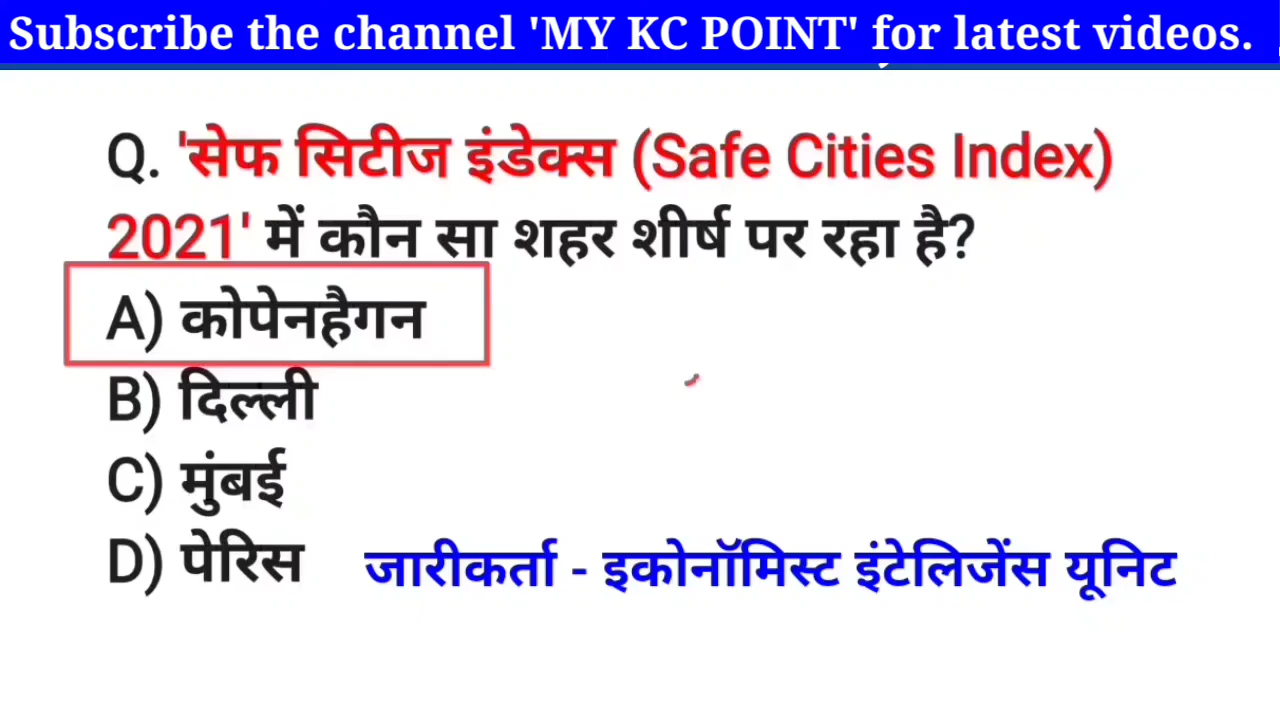 Subscribe the channel 'MY KC POINT' for latest videos.
Q. 'सेफ सिटीज इंडेक्स (Safe Cities Index)
2021' में कौन सा शहर शीर्ष पर रहा है?
A) कोपेनहैगन
B) दिल्ली
C) मुंबई
D) पेरिस
जारीकर्ता - इकोनॉमिस्ट इंटेलिजेंस यूनिट